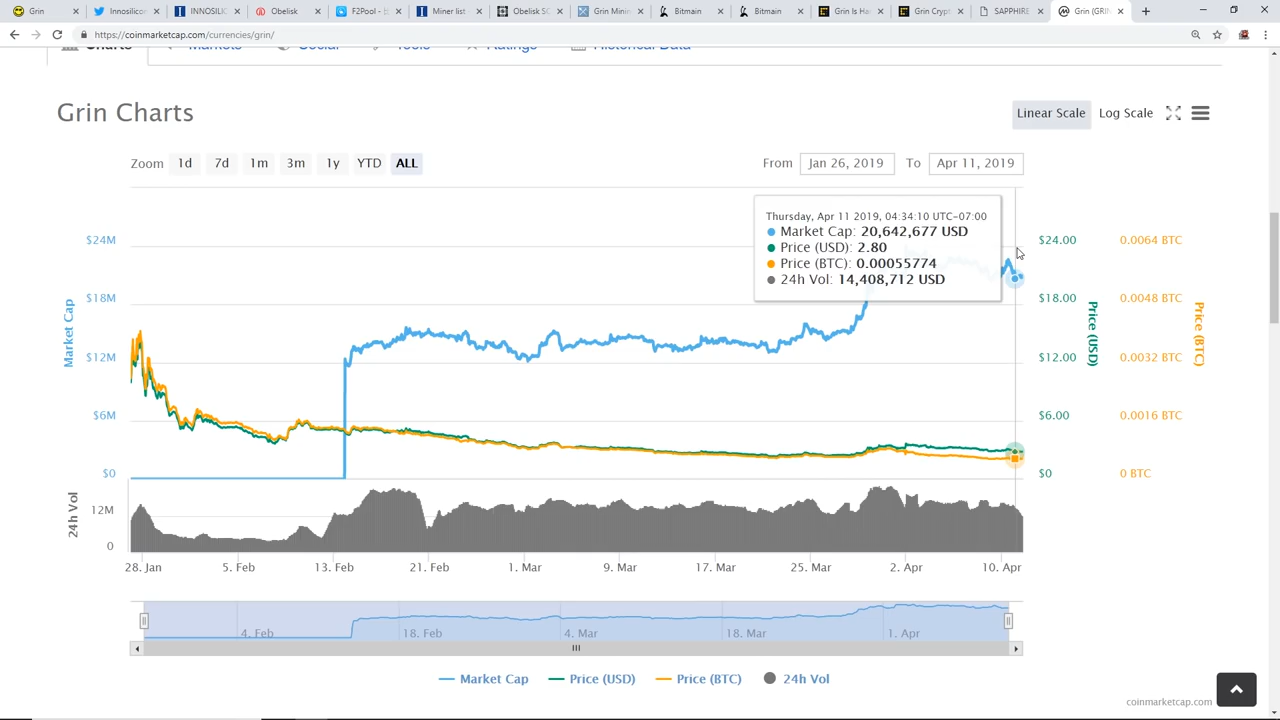 Grin
Innosilico
INNOSILIC
Obelisk
F2Pool - B
Miner list
Obelisk SC
Grin Minin
Bitmain
Bitmain
Grin Is Ha
Grin Crypt
SAPPHIRE
Grin (GRIN
https://coinmarketcap.com/currencies/grin/
Charts Markets Social Tools Ratings Historical Data
Grin Charts
Linear Scale Log Scale
Zoom 1d 7d 1m 3m 1y YTD ALL
From Jan 26, 2019 To Apr 11, 2019
Thursday, Apr 11 2019, 04:34:10 UTC-07:00
Market Cap: 20,642,677 USD
Price (USD): 2.80
Price (BTC): 0.00055774
24h Vol: 14,408,712 USD
$24M $24.00 0.0064 BTC
$18M $18.00 0.0048 BTC
$12M $12.00 0.0032 BTC
$6M $6.00 0.0016 BTC
$0 $0 0 BTC
Market Cap
Price (USD)
Price (BTC)
24h Vol
12M
0
28. Jan 5. Feb 13. Feb 21. Feb 1. Mar 9. Mar 17. Mar 25. Mar 2. Apr 10. Apr
4. Feb 18. Feb 4. Mar 18. Mar 1. Apr
Market Cap Price (USD) Price (BTC) 24h Vol
coinmarketcap.com